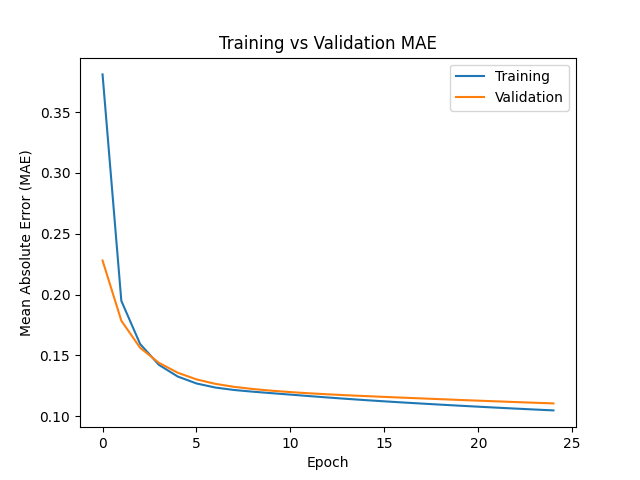 Training vs Validation MAE
Training
Validation
0.35
0.30
0.25
0.20
0.15
0.10
Mean Absolute Error (MAE)
0
5
10
15
20
25
Epoch